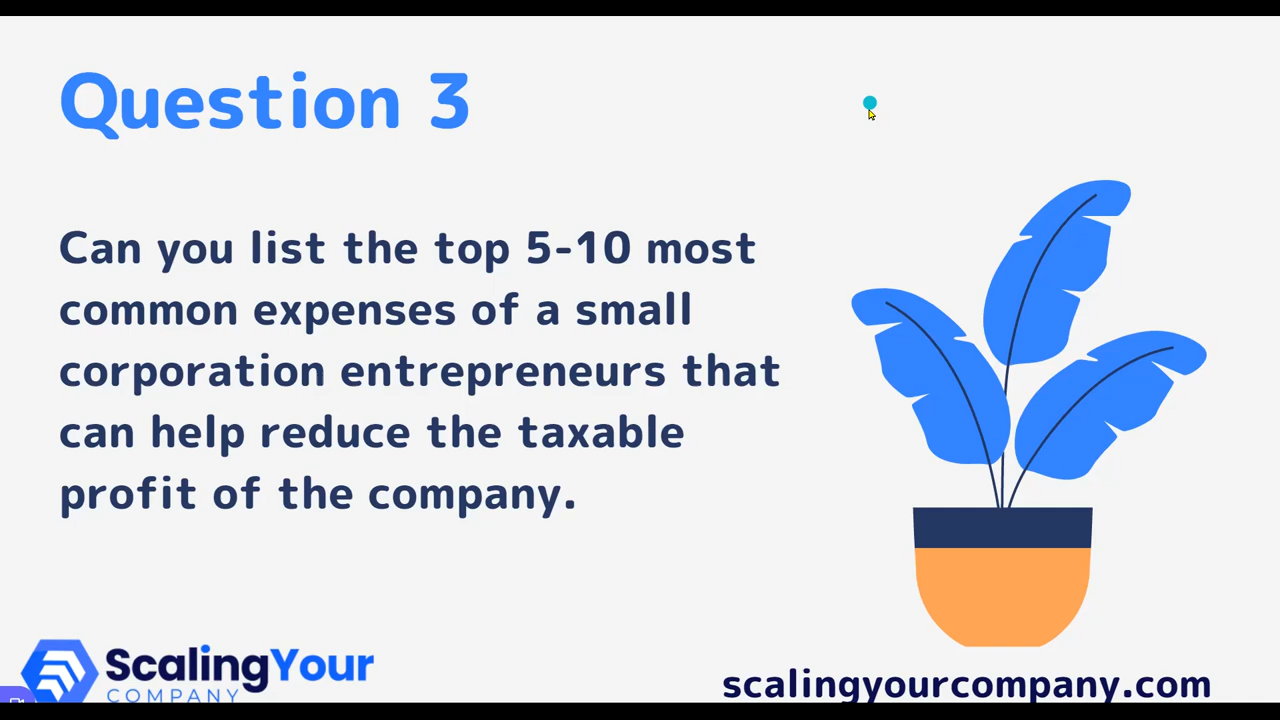 Question 3
Can you list the top 5-10 most
common expenses of a small
corporation entrepreneurs that
can help reduce the taxable
profit of the company.
ScalingYour
COMPANY
scalingyourcompany.com